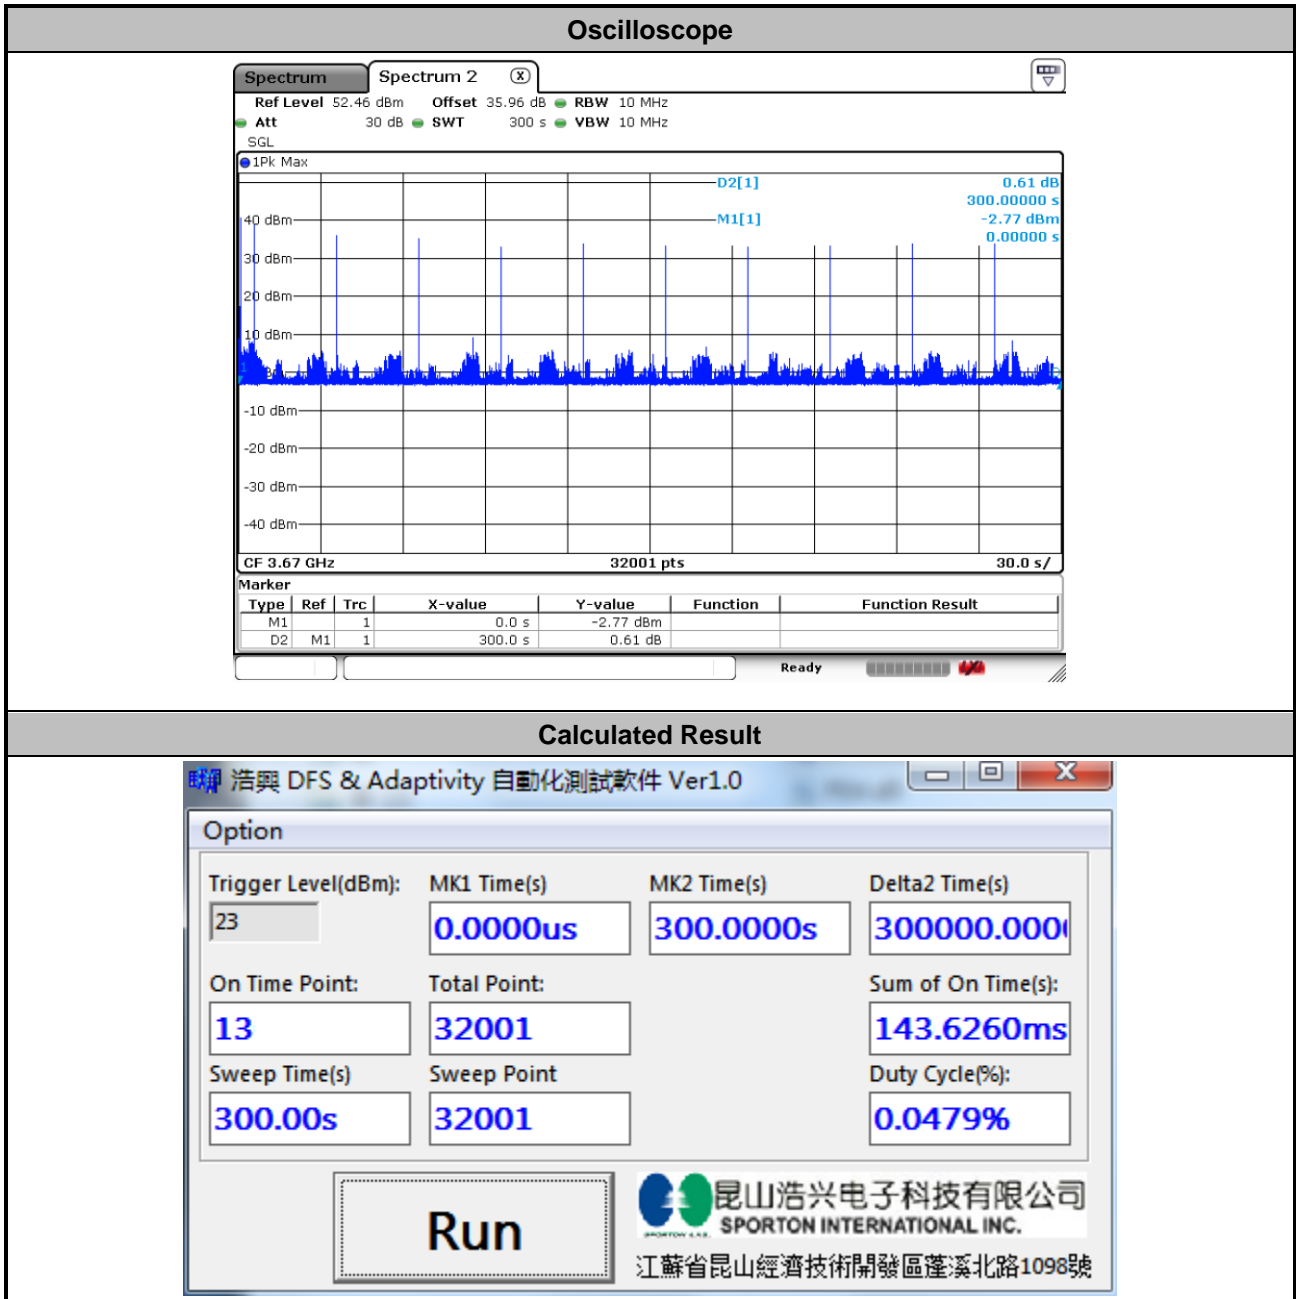 Oscilloscope
Spectrum
Spectrum 2
Ref Level 52.46 dBm Offset 35.96 dB RBW 10 MHz
Att 30 dB SWT 300 s VBW 10 MHz
SGL
1Pk Max
D2[1] 0.61 dB
300.00000 s
40 dBm M1[1] -2.77 dBm
0.00000 s
30 dBm
20 dBm
10 dBm
-10 dBm
-20 dBm
-30 dBm
-40 dBm
CF 3.67 GHz 32001 pts 30.0 s/
Marker
Type Ref Trc X-value Y-value Function Function Result
M1 1 0.0 s -2.77 dBm
D2 M1 1 300.0 s 0.61 dB
Ready
Calculated Result
浩興 DFS & Adaptivity 自動化測試軟件 Ver1.0
Option
Trigger Level(dBm): MK1 Time(s) MK2 Time(s) Delta2 Time(s)
23 0.0000us 300.0000s 300000.000
On Time Point: Total Point: Sum of On Time(s):
13 32001 143.6260ms
Sweep Time(s) Sweep Point Duty Cycle(%):
300.00s 32001 0.0479%
Run
昆山浩兴电子科技有限公司
SPORTON INTERNATIONAL INC.
江蘇省昆山經濟技術開發區蓬溪北路1098號